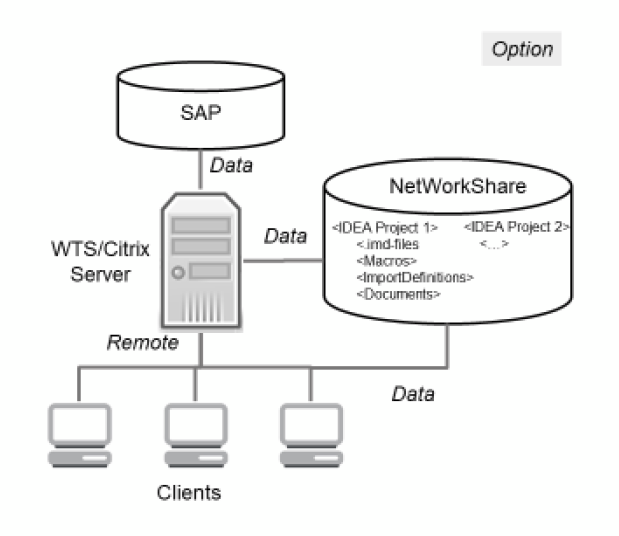 Option
SAP
Data
NetWorkShare
<IDEA Project 1> <IDEA Project 2>
<.imd-files <...>
<Macros>
<ImportDefinitions>
<Documents>
WTS/Citrix
Server
Data
Remote
Data
Clients